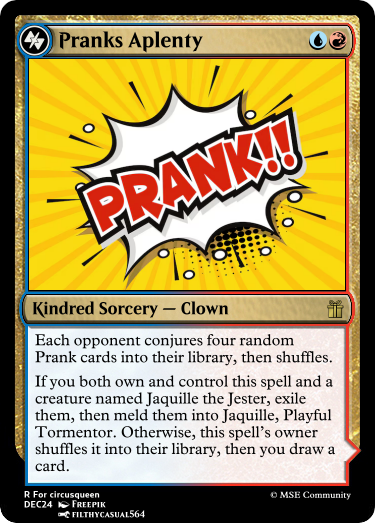 Pranks Aplenty
PRANK!!
Kindred Sorcery — Clown
Each opponent conjures four random
Prank cards into their library, then shuffles.
If you both own and control this spell and a
creature named Jaquille the Jester, exile
them, then meld them into Jaquille, Playful
Tormentor. Otherwise, this spell's owner
shuffles it into their library, then you draw a
card.
R For circusqueen
DEC24 Freepik
filthycasual564
© MSE Community